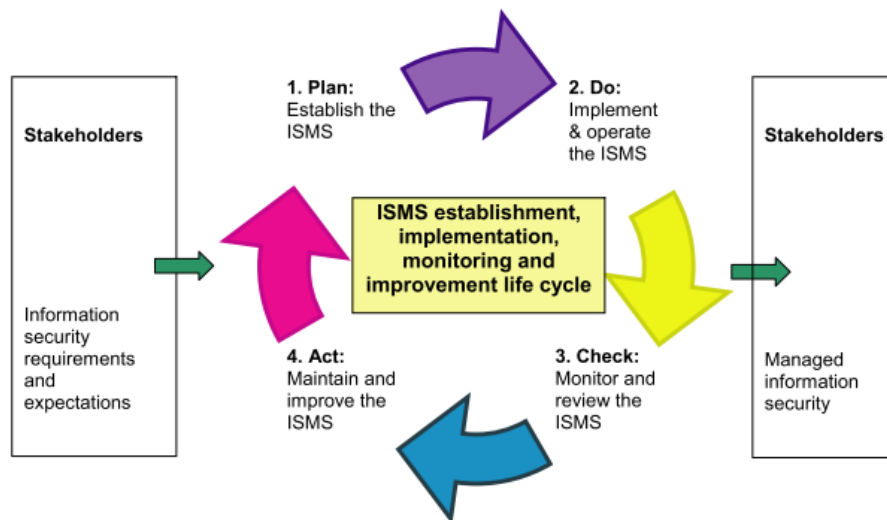 Stakeholders
Information
security
requirements
and
expectations
1. Plan:
Establish the
ISMS
2. Do:
Implement
& operate
the ISMS
ISMS establishment,
implementation,
monitoring and
improvement life cycle
3. Check:
Monitor and
review the
ISMS
4. Act:
Maintain and
improve the
ISMS
Stakeholders
Managed
information
security